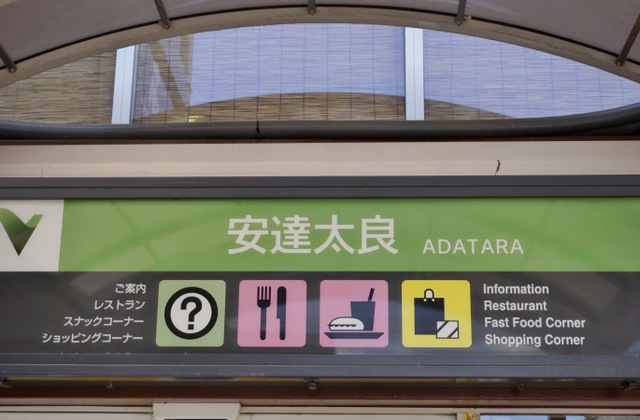 安達太良 ADATARA
ご案内
レストラン
スナックコーナー
ショッピングコーナー
?
Information
Restaurant
Fast Food Corner
Shopping Corner